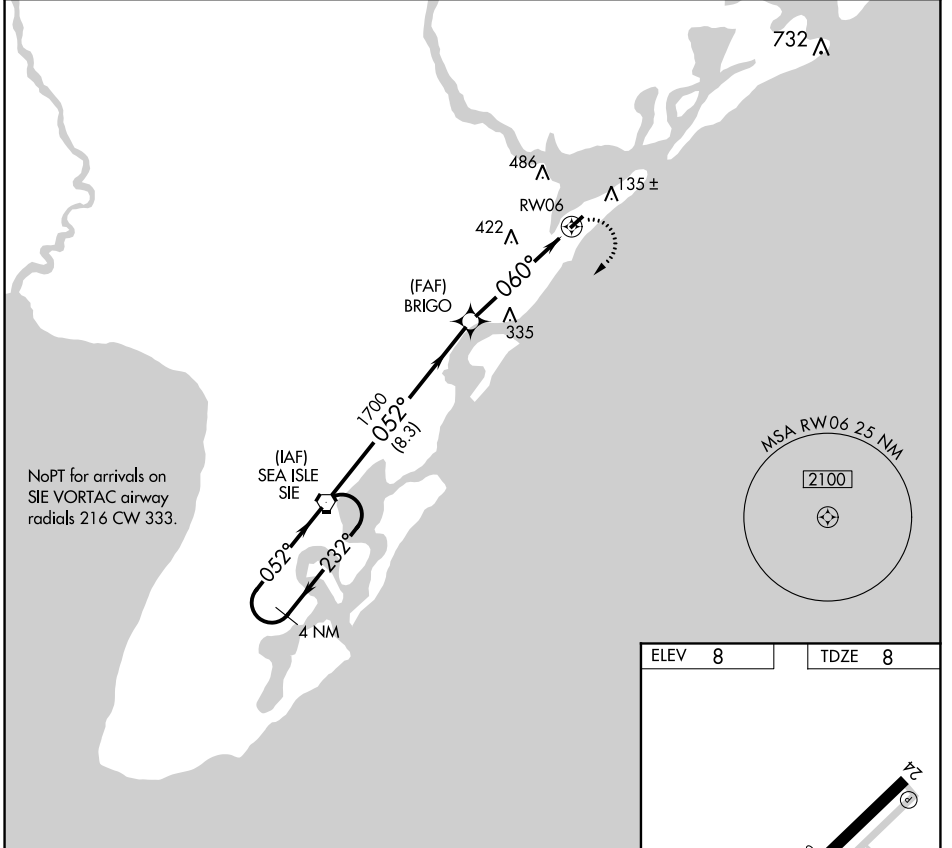 732
486
135 ±
RW06
422
060°
(FAF)
BRIGO
335
1700
052°
(8.3)
(IAF)
SEA ISLE
SIE
NoPT for arrivals on
SIE VORTAC airway
radials 216 CW 333.
MSA RW06 25 NM
2100
052°
232°
4 NM
ELEV 8
TDZE 8
24
P